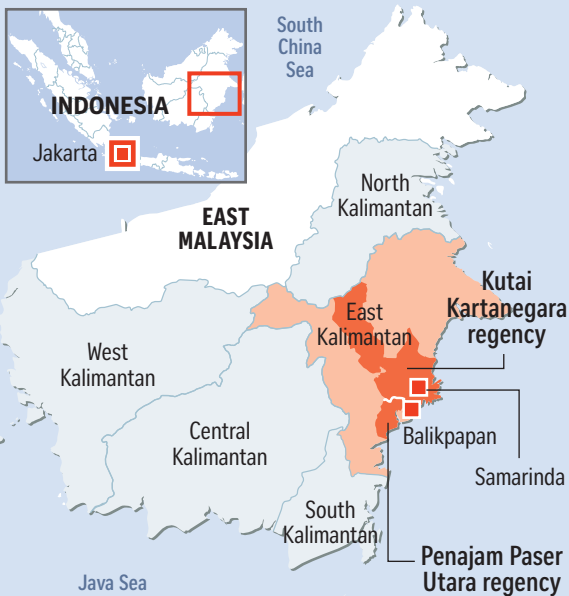 South
China
Sea
INDONESIA
Jakarta
North
Kalimantan
EAST
MALAYSIA
Kutai
Kartanegara
regency
East
Kalimantan
West
Kalimantan
Central
Kalimantan
Balikpapan
Samarinda
South
Kalimantan
Penajam Paser
Utara regency
Java Sea